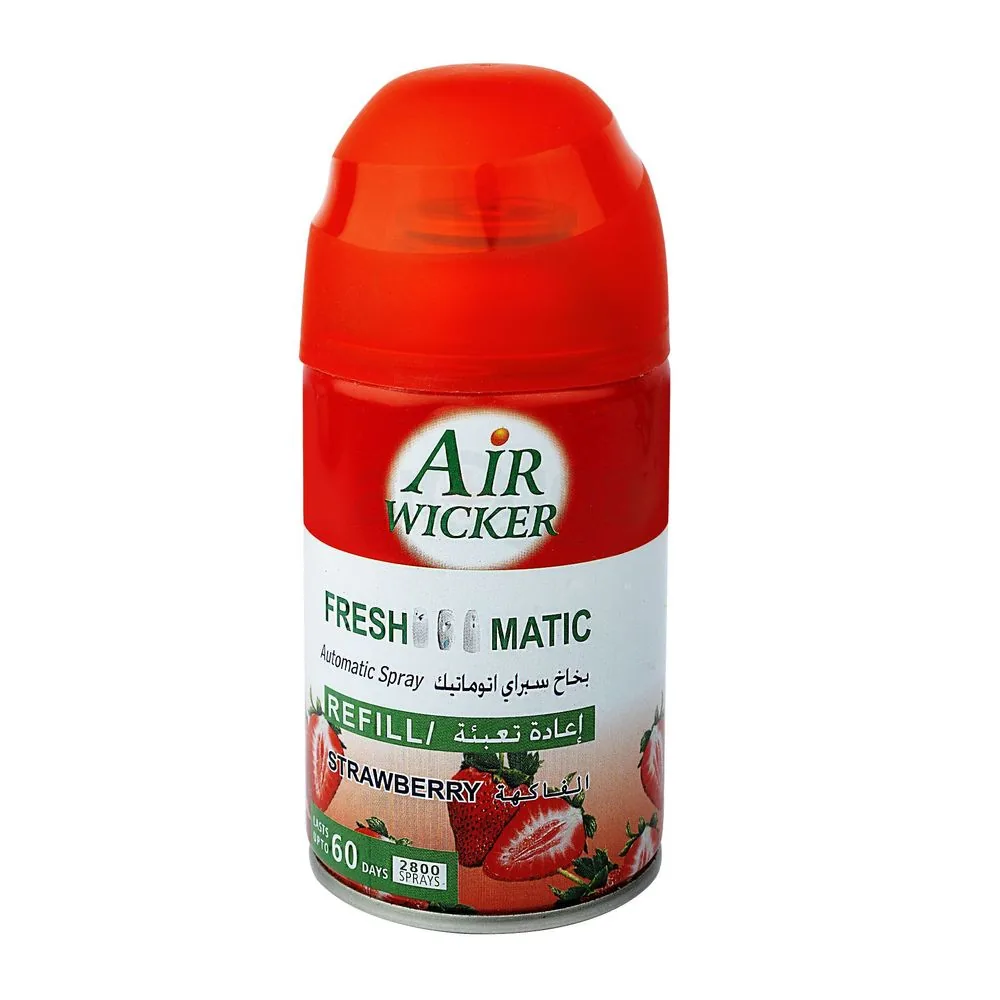 AIR
WICKER
FRESH MATIC
Automatic Spray بخاخ سبراي اتوماتيك
REFILL/ إعادة تعبئة
STRAWBERRY الفاكهة
LASTS
UPTO 60 DAYS
2800
SPRAYS